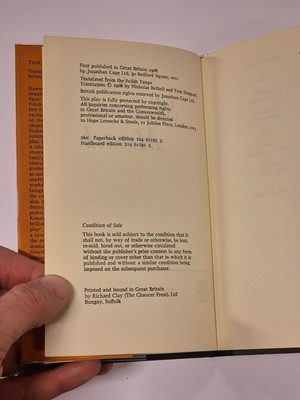 First published in Great Britain 1968
by Jonathan Cape Ltd, 30 Bedford Square, WC1
Translated from the Polish Tango
Translation © 1968 by Nicholas Bethell and Tom Stoppard
British publication rights reserved by Jonathan Cape Ltd.
This play is fully protected by copyright.
All inquiries concerning performing rights
in Great Britain and the Commonwealth,
professional or amateur, should be directed
to Hope Leresche & Steele, 11 Jubilee Place, London, SW3
SBN Paperback edition 224 61195
Hardboard edition 224 61192
Condition of Sale
This book is sold subject to the condition that it
shall not, by way of trade or otherwise, be lent,
re-sold, hired out, or otherwise circulated
without the publisher's prior consent in any form
of binding or cover other than that in which it is
published and without a similar condition being
imposed on the subsequent purchaser.
Printed and bound in Great Britain
by Richard Clay (The Chaucer Press), Ltd
Bungay, Suffolk